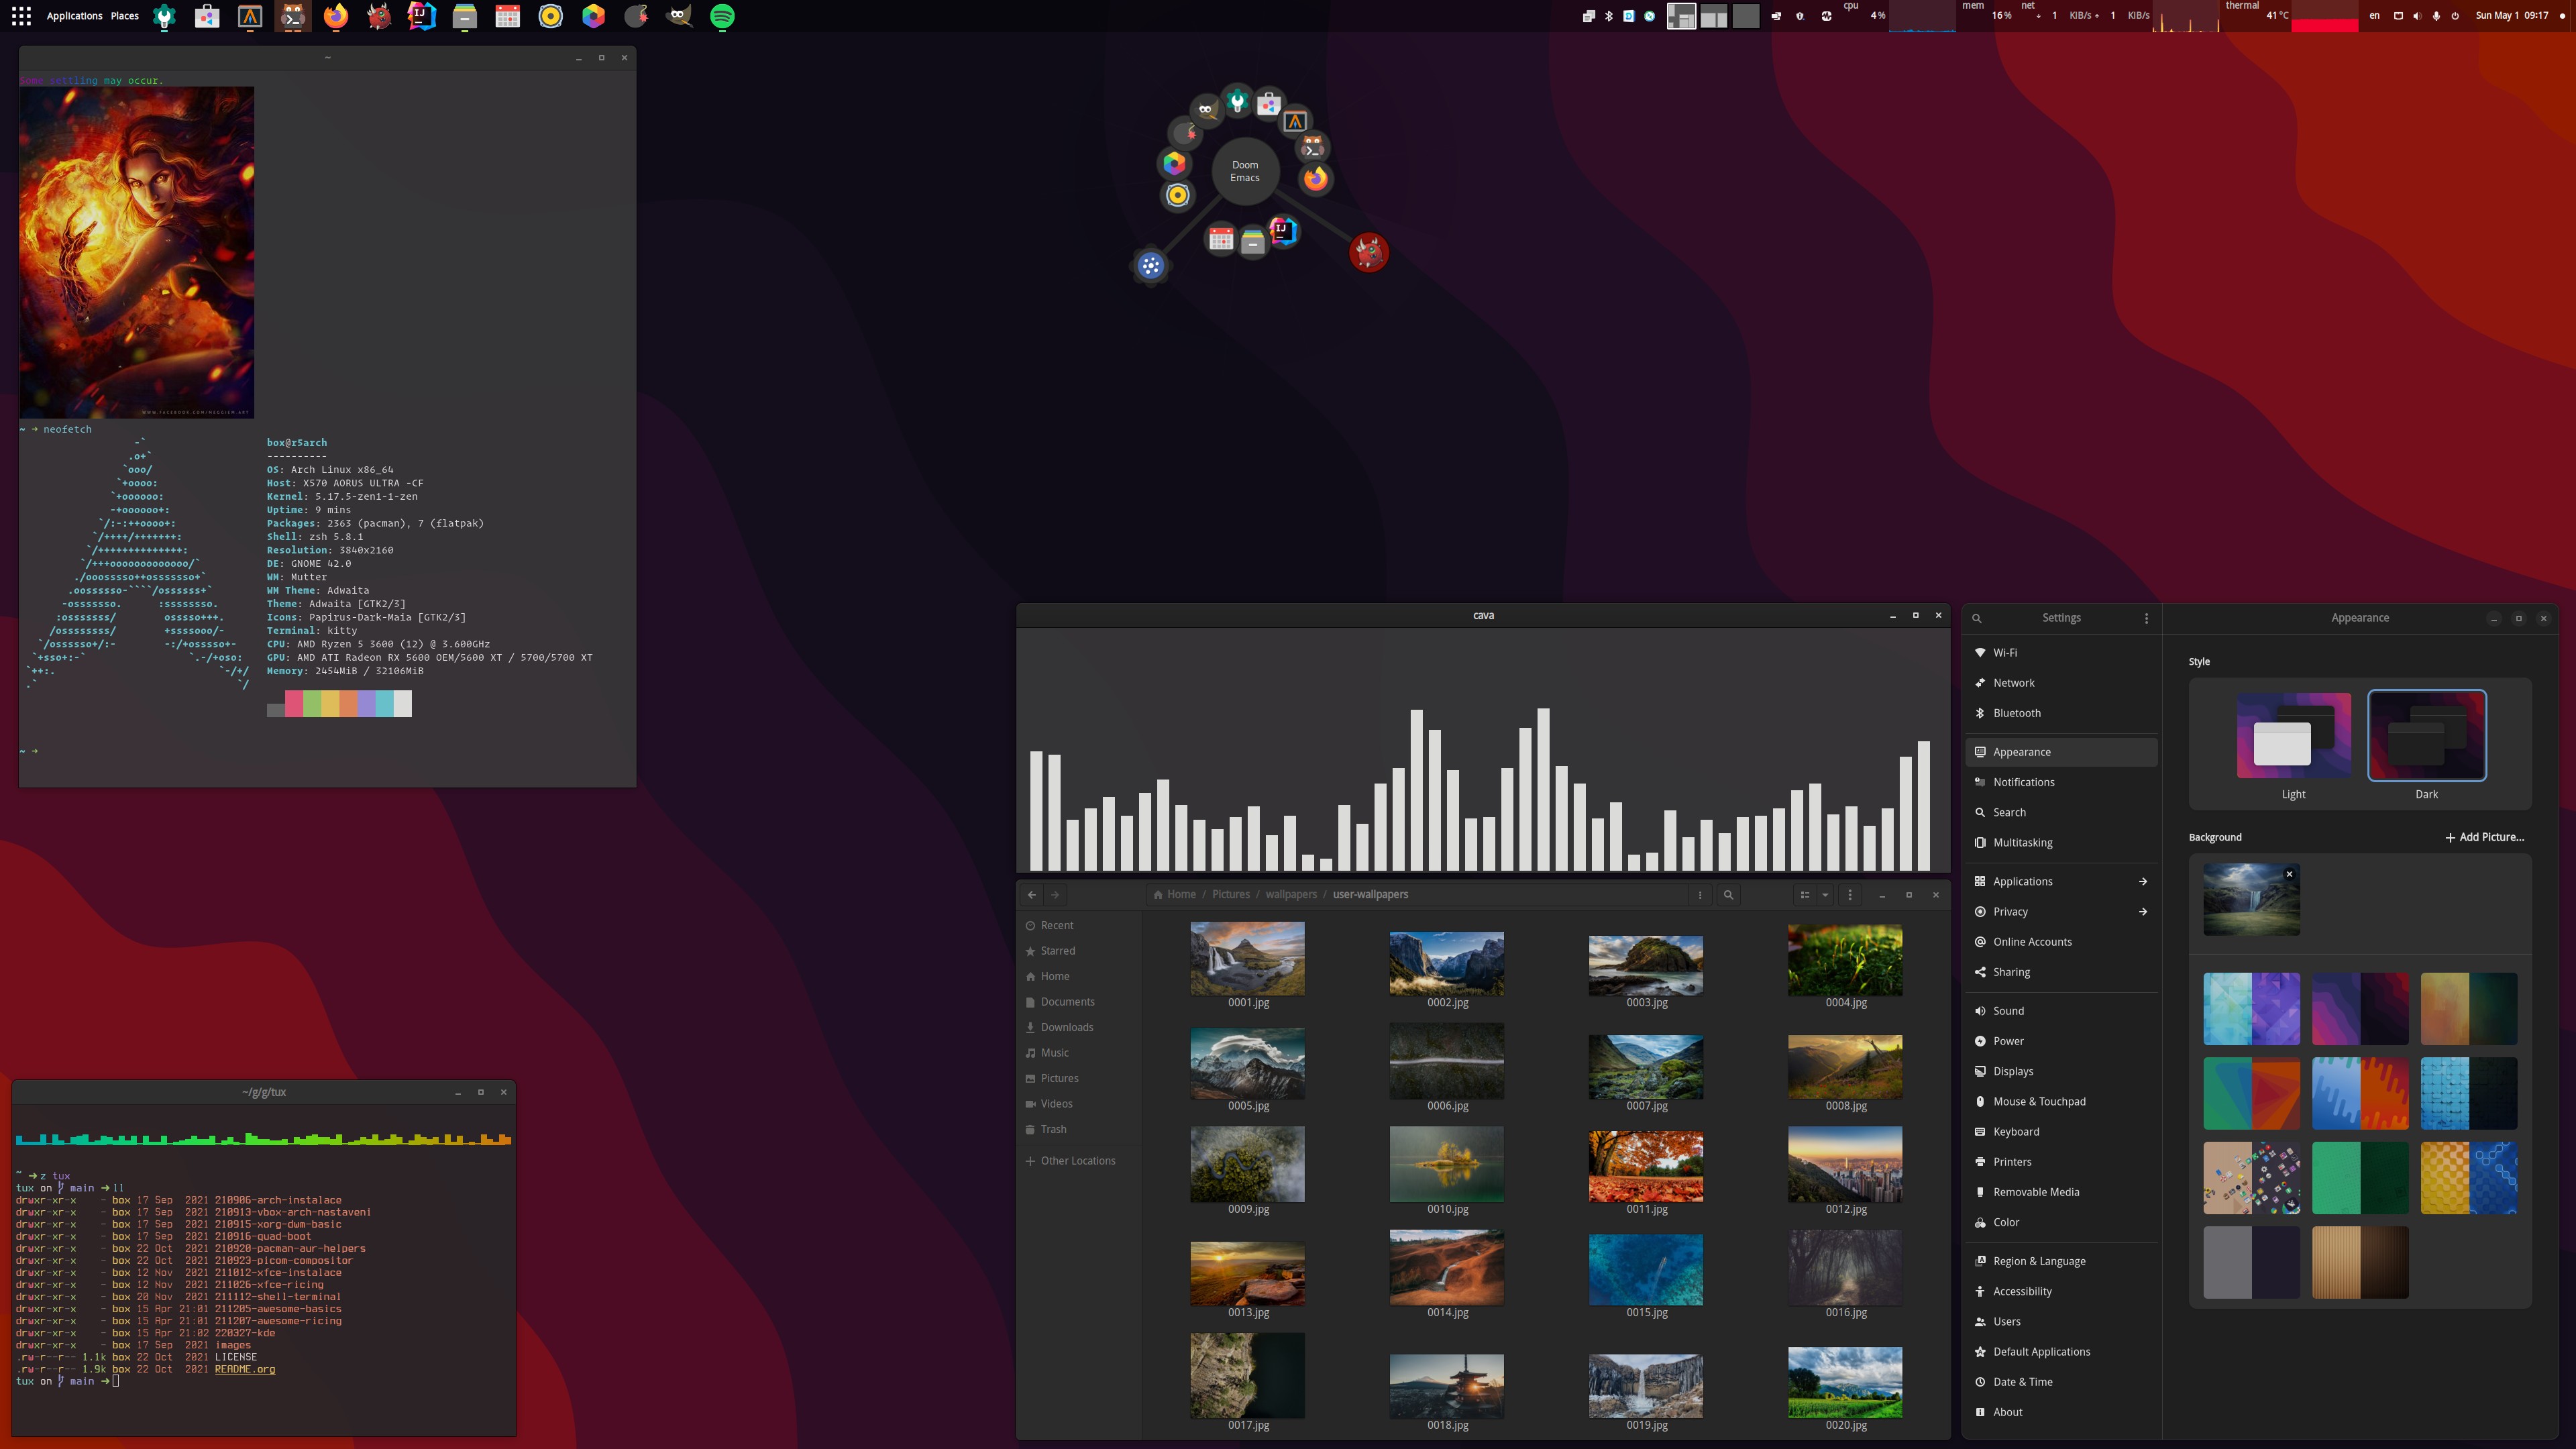 Applications Places
cpu 4 % mem 16 % net 1 KiB/s 1 KiB/s thermal 41 °C en Sun May 1 09:17
~
Some settling may occur.
WWW.FACEBOOK.COM/MEGGIEM.ART
~ ➜ neofetch
box@r5arch
----------
OS: Arch Linux x86_64
Host: X570 AORUS ULTRA -CF
Kernel: 5.17.5-zen1-1-zen
Uptime: 9 mins
Packages: 2363 (pacman), 7 (flatpak)
Shell: zsh 5.8.1
Resolution: 3840x2160
DE: GNOME 42.0
WM: Mutter
WM Theme: Adwaita
Theme: Adwaita [GTK2/3]
Icons: Papirus-Dark-Maia [GTK2/3]
Terminal: kitty
CPU: AMD Ryzen 5 3600 (12) @ 3.600GHz
GPU: AMD ATI Radeon RX 5600 OEM/5600 XT / 5700/5700 XT
Memory: 2454MiB / 32106MiB
~ ➜
Doom
Emacs
IJ
~/g/g/tux
~ ➜ z tux
tux on main ➜ ll
drwxr-xr-x - box 17 Sep 2021 210906-arch-instalace
drwxr-xr-x - box 17 Sep 2021 210913-vbox-arch-nastaveni
drwxr-xr-x - box 17 Sep 2021 210915-xorg-dwm-basic
drwxr-xr-x - box 17 Sep 2021 210916-quad-boot
drwxr-xr-x - box 22 Oct 2021 210920-pacman-aur-helpers
drwxr-xr-x - box 22 Oct 2021 210923-picom-compositor
drwxr-xr-x - box 12 Nov 2021 211012-xfce-instalace
drwxr-xr-x - box 12 Nov 2021 211026-xfce-ricing
drwxr-xr-x - box 20 Nov 2021 211112-shell-terminal
drwxr-xr-x - box 15 Apr 21:01 211205-awesome-basics
drwxr-xr-x - box 15 Apr 21:01 211207-awesome-ricing
drwxr-xr-x - box 15 Apr 21:02 220327-kde
drwxr-xr-x - box 17 Sep 2021 images
.rw-r--r-- 1.1k box 22 Oct 2021 LICENSE
.rw-r--r-- 1.9k box 22 Oct 2021 README.org
tux on main ➜
cava
Home / Pictures / wallpapers / user-wallpapers
Recent
Starred
Home
Documents
Downloads
Music
Pictures
Videos
Trash
Other Locations
0001.jpg 0002.jpg 0003.jpg 0004.jpg
0005.jpg 0006.jpg 0007.jpg 0008.jpg
0009.jpg 0010.jpg 0011.jpg 0012.jpg
0013.jpg 0014.jpg 0015.jpg 0016.jpg
0017.jpg 0018.jpg 0019.jpg 0020.jpg
Settings
Wi-Fi
Network
Bluetooth
Appearance
Notifications
Search
Multitasking
Applications
Privacy
Online Accounts
Sharing
Sound
Power
Displays
Mouse & Touchpad
Keyboard
Printers
Removable Media
Color
Region & Language
Accessibility
Users
Default Applications
Date & Time
About
Appearance
Style
Light Dark
Background
Add Picture...